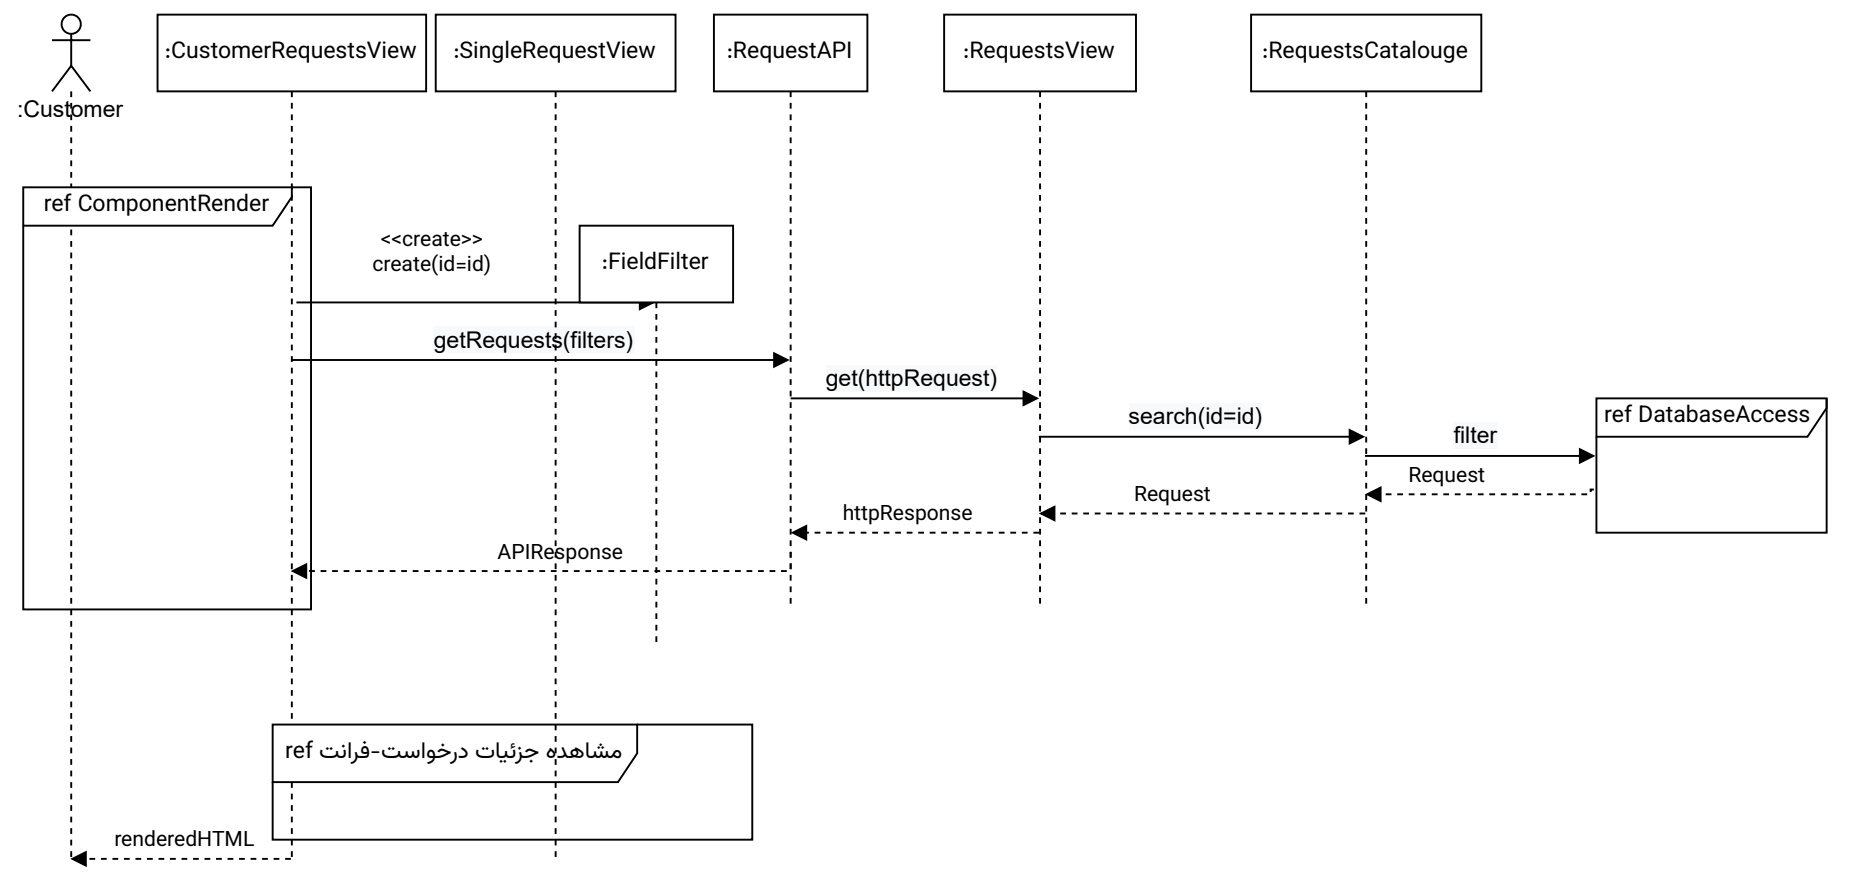 :CustomerRequestsView
:SingleRequestView
:RequestAPI
:RequestsView
:RequestsCatalouge
:Customer
ref ComponentRender
<<create>>
create(id=id)
:FieldFilter
getRequests(filters)
get(httpRequest)
search(id=id)
ref DatabaseAccess
filter
Request
Request
httpResponse
APIResponse
ref مشاهده جزئیات درخواست-فرانت
renderedHTML